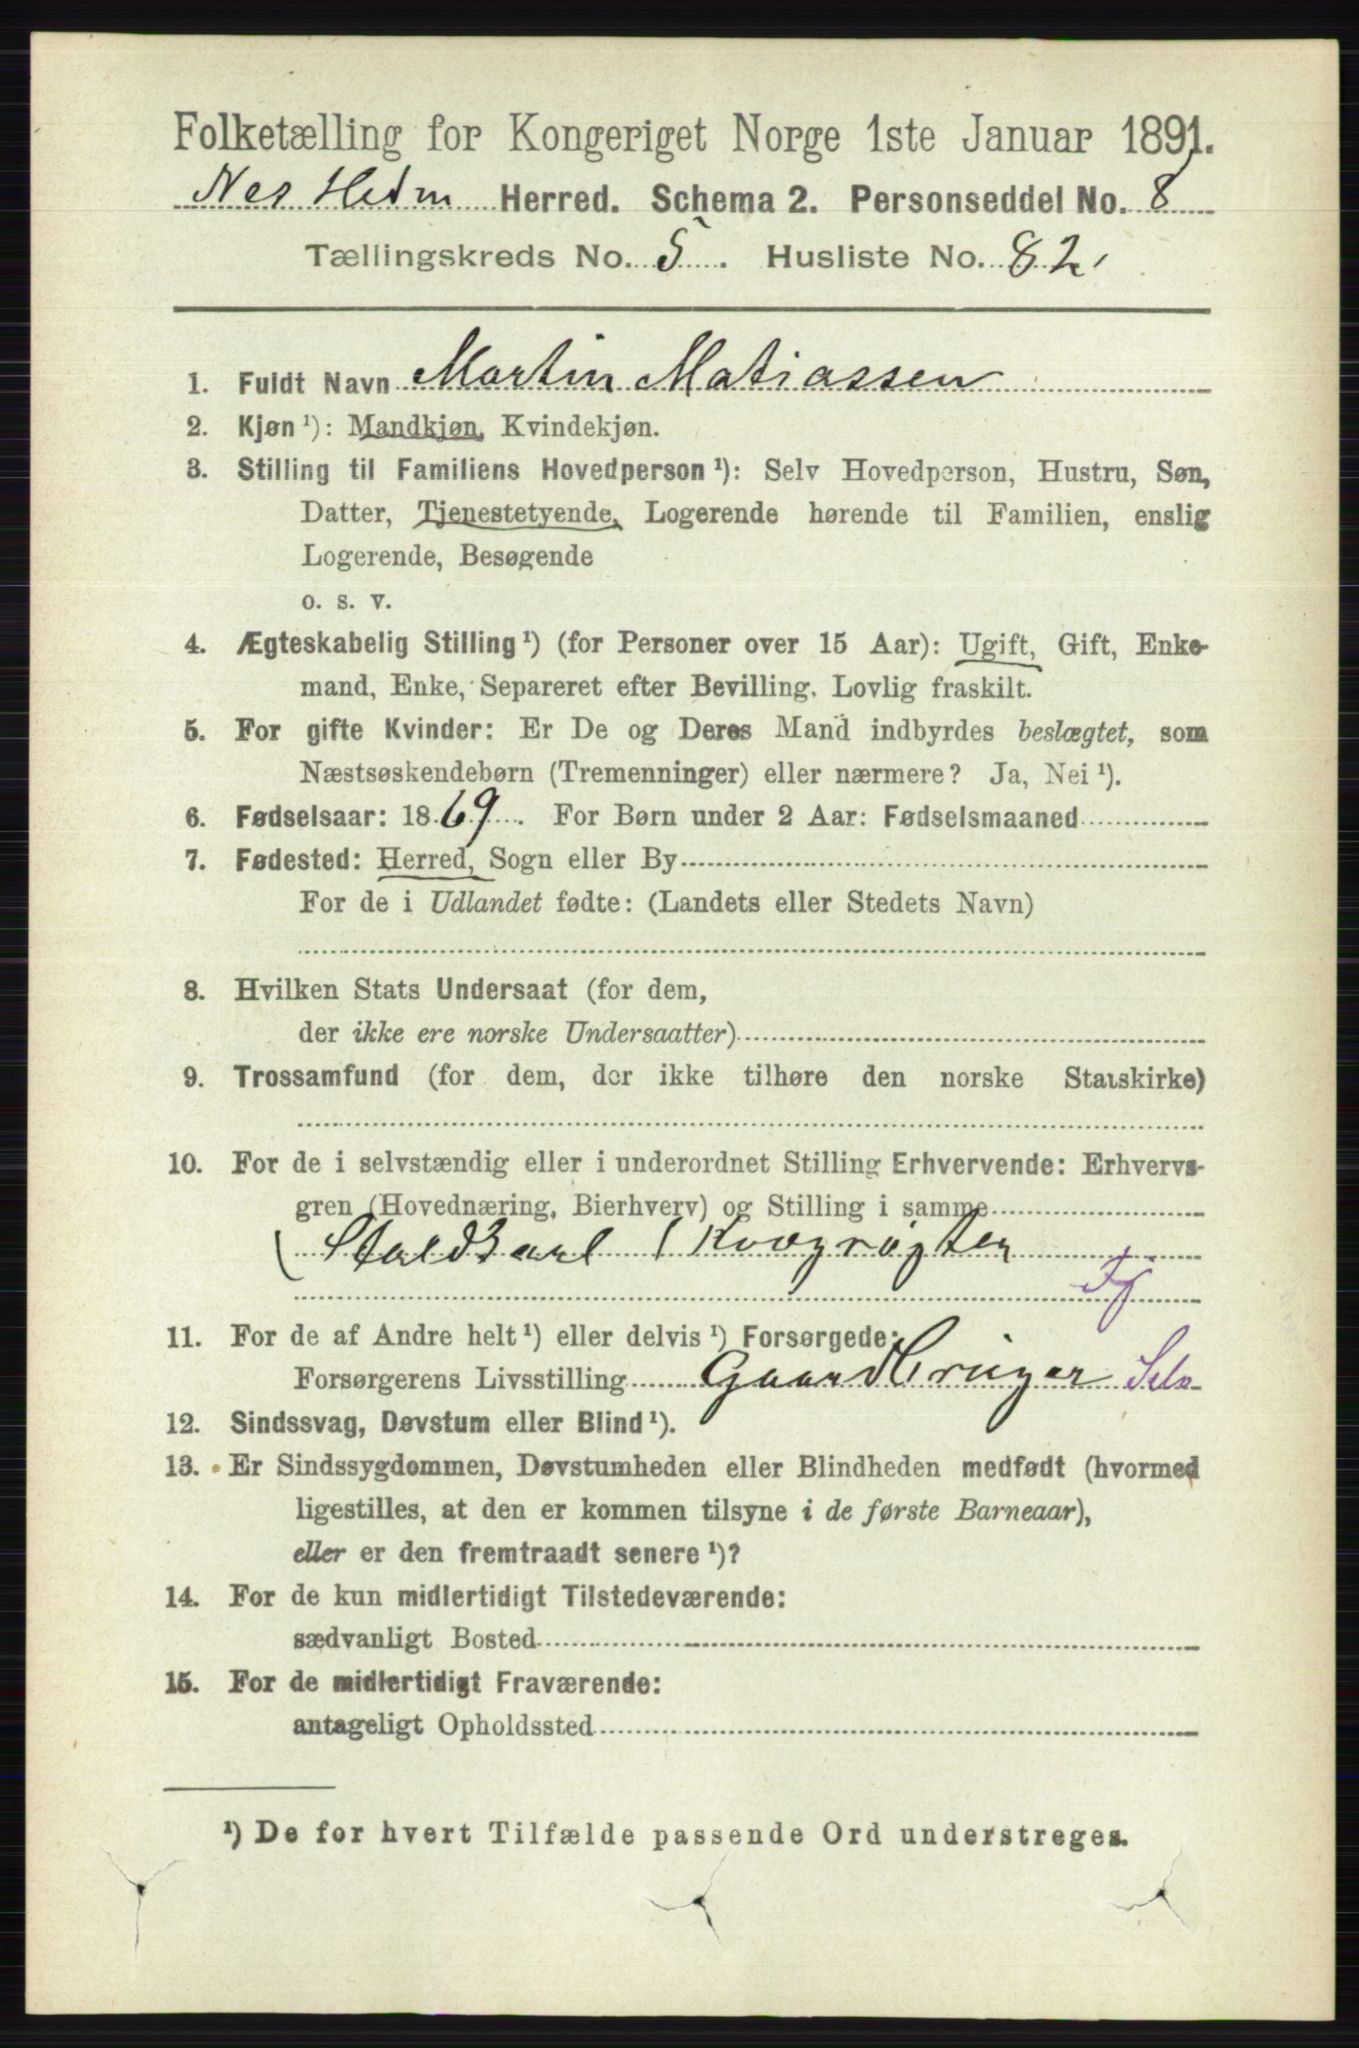 Folketælling for Kongeriget Norge 1ste Januar 1891.
Nes Hedm Herred. Schema 2. Personseddel No. 8
Tællingskreds No. 5. Husliste No. 82,
1. Fuldt Navn Martin Matiassen
2. Kjøn ¹): Mandkjøn, Kvindekjøn.
3. Stilling til Familiens Hovedperson ¹): Selv Hovedperson, Hustru, Søn,
Datter, Tjenestetyende, Logerende hørende til Familien, enslig
Logerende, Besøgende
o. s. v.
4. Ægteskabelig Stilling ¹) (for Personer over 15 Aar): Ugift, Gift, Enke-
mand, Enke, Separeret efter Bevilling. Lovlig fraskilt.
5. For gifte Kvinder: Er De og Deres Mand indbyrdes beslægtet, som
Næstsøskendebørn (Tremenninger) eller nærmere? Ja, Nei ¹).
6. Fødselsaar: 1869. For Børn under 2 Aar: Fødselsmaaned
7. Fødested: Herred, Sogn eller By
For de i Udlandet fødte: (Landets eller Stedets Navn)
8. Hvilken Stats Undersaat (for dem,
der ikke ere norske Undersaatter)
9. Trossamfund (for dem, der ikke tilhøre den norske Statskirke)
10. For de i selvstændig eller i underordnet Stilling Erhvervende: Erhvervs-
gren (Hovednæring, Bierhverv) og Stilling i samme
(Staldkarl / Kvægrøgter
Tj
11. For de af Andre helt ¹) eller delvis ¹) Forsørgede:
Forsørgerens Livsstilling Gaardbruger Selv
12. Sindssvag, Døvstum eller Blind ¹).
13. Er Sindssygdommen, Døvstumheden eller Blindheden medfødt (hvormed
ligestilles, at den er kommen tilsyne i de første Barneaar),
eller er den fremtraadt senere ¹)?
14. For de kun midlertidigt Tilstedeværende:
sædvanligt Bosted
15. For de midlertidigt Fraværende:
antageligt Opholdssted
¹) De for hvert Tilfælde passende Ord understreges.